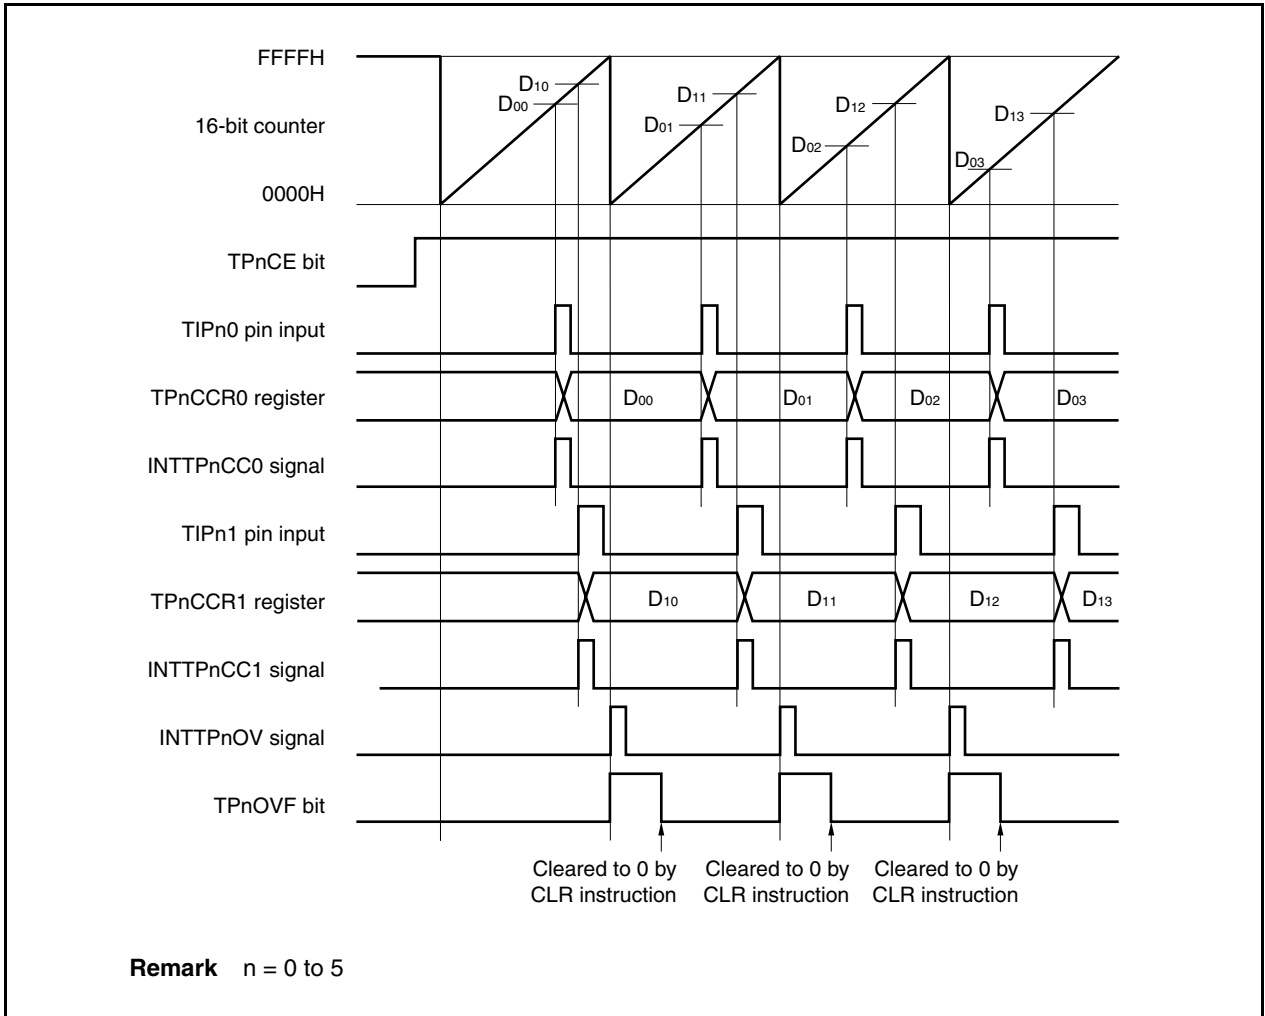 FFFFH
D10
D00
D11
D01
D12
D02
D13
D03
16-bit counter
0000H
TPnCE bit
TIPn0 pin input
TPnCCR0 register
D00
D01
D02
D03
INTTPnCC0 signal
TIPn1 pin input
TPnCCR1 register
D10
D11
D12
D13
INTTPnCC1 signal
INTTPnOV signal
TPnOVF bit
Cleared to 0 by
CLR instruction
Cleared to 0 by
CLR instruction
Cleared to 0 by
CLR instruction
Remark n = 0 to 5